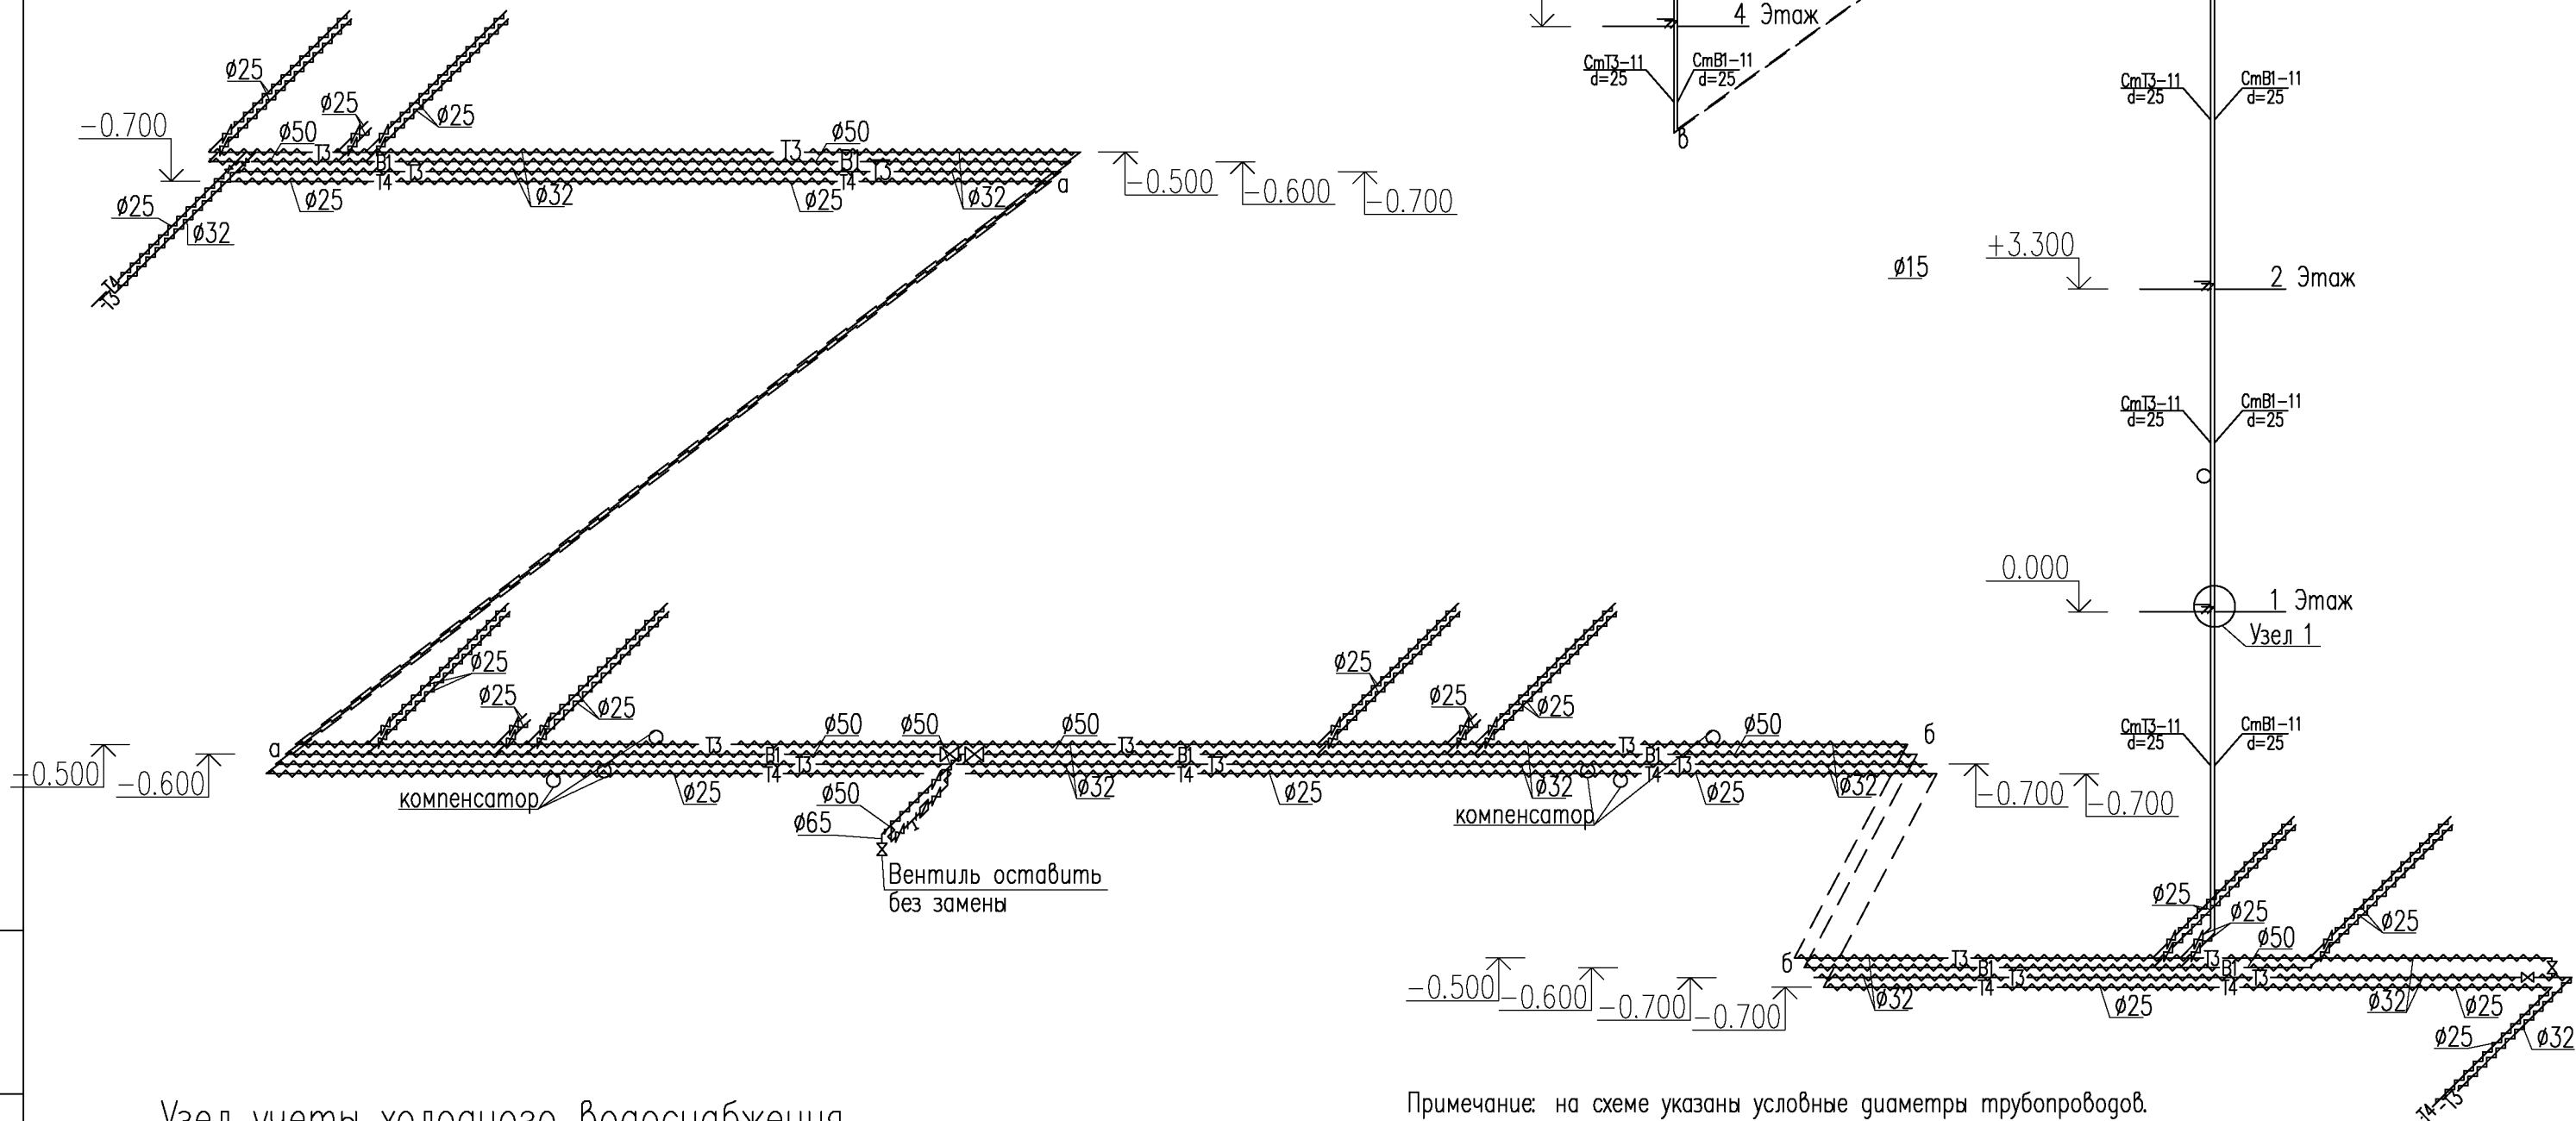 4 Этаж
СтТ3-11
d=25
СтВ1-11
d=25
в
СтТ3-11
d=25
СтВ1-11
d=25
ø25
ø25
ø25
-0.700
ø50
Т3
В1
Т4
Т3
Т3
ø50
В1
Т4
Т3
ø25
ø32
ø25
ø32
а
-0.500
-0.600
-0.700
ø25
ø32
Т4
Т3
ø15
+3.300
2 Этаж
СтТ3-11
d=25
СтВ1-11
d=25
0.000
1 Этаж
Узел 1
СтТ3-11
d=25
СтВ1-11
d=25
ø25
ø25
ø25
ø25
ø25
ø25
а
-0.500
-0.600
Т3
В1
Т4
Т3
ø50
ø50
ø50
Т3
В1
Т4
Т3
Т3
В1
Т4
Т3
ø50
б
компенсатор
ø25
ø50
ø65
ø32
ø25
ø32
компенсатор
ø25
ø32
-0.700
-0.700
Вентиль оставить
без замены
ø25
ø25
ø50
ø25
б
-0.500
-0.600
-0.700
-0.700
Т3
В1
Т4
Т3
Т3
В1
Т4
Т3
ø32
ø25
ø32
ø25
ø25
ø32
Т4
Т3
Узел учеты холодного водоснабжения
Примечание: на схеме указаны условные диаметры трубопроводов.